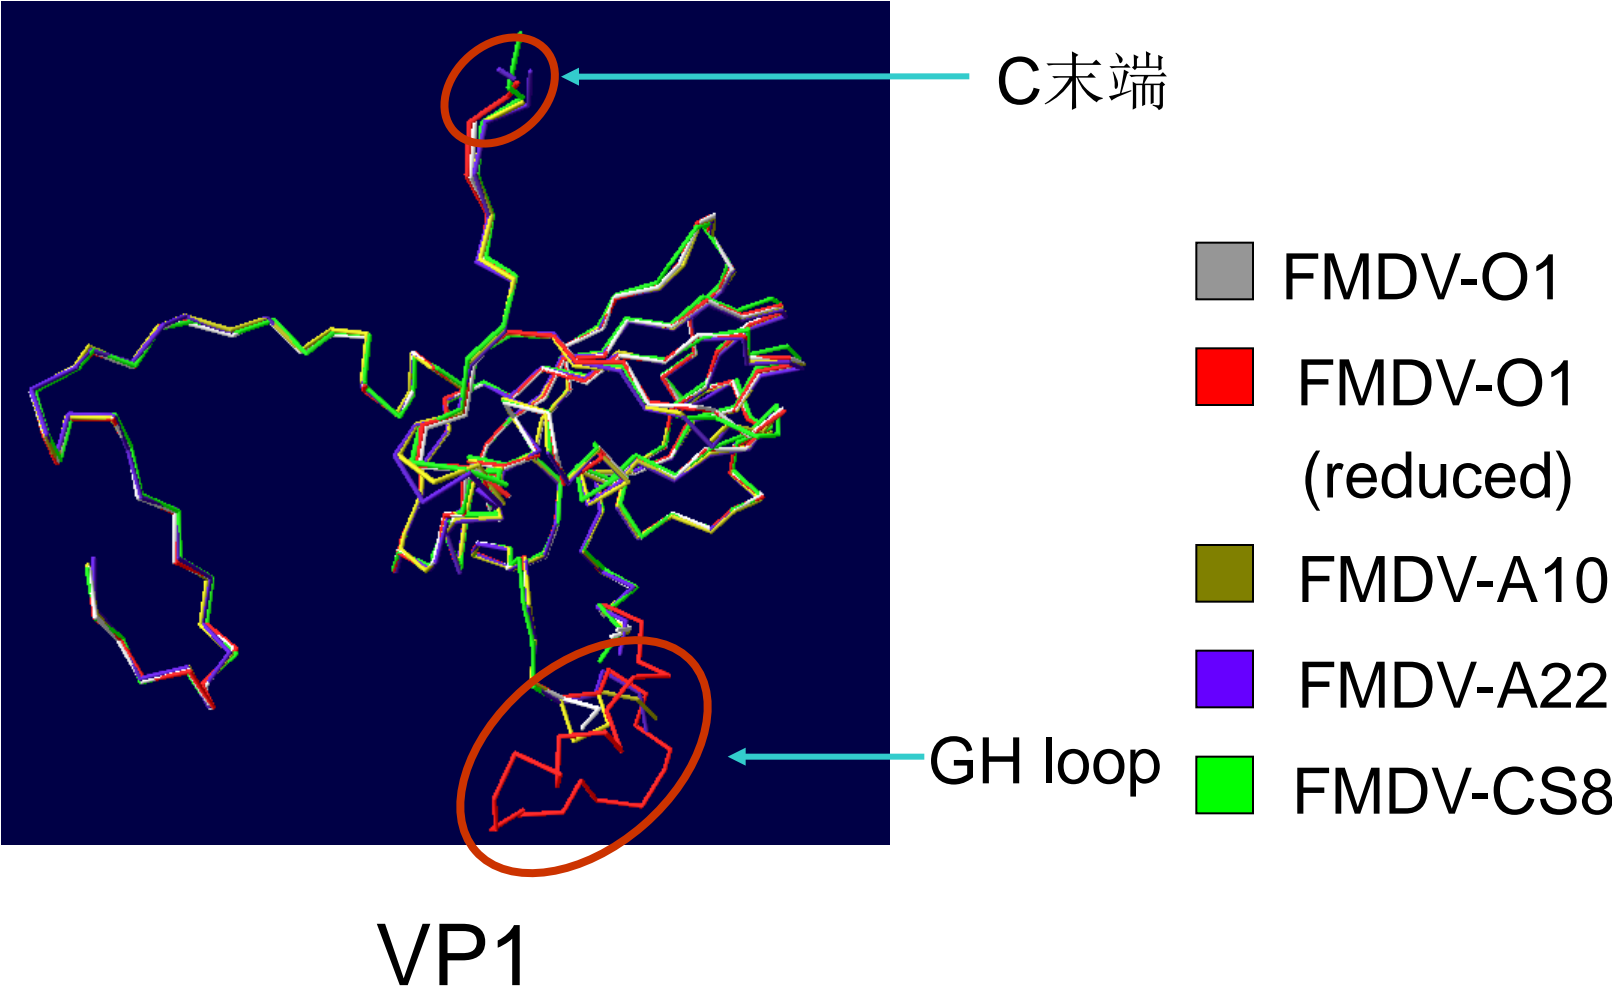 C末端
FMDV-O1
FMDV-O1
(reduced)
FMDV-A10
FMDV-A22
GH loop
FMDV-CS8
VP1